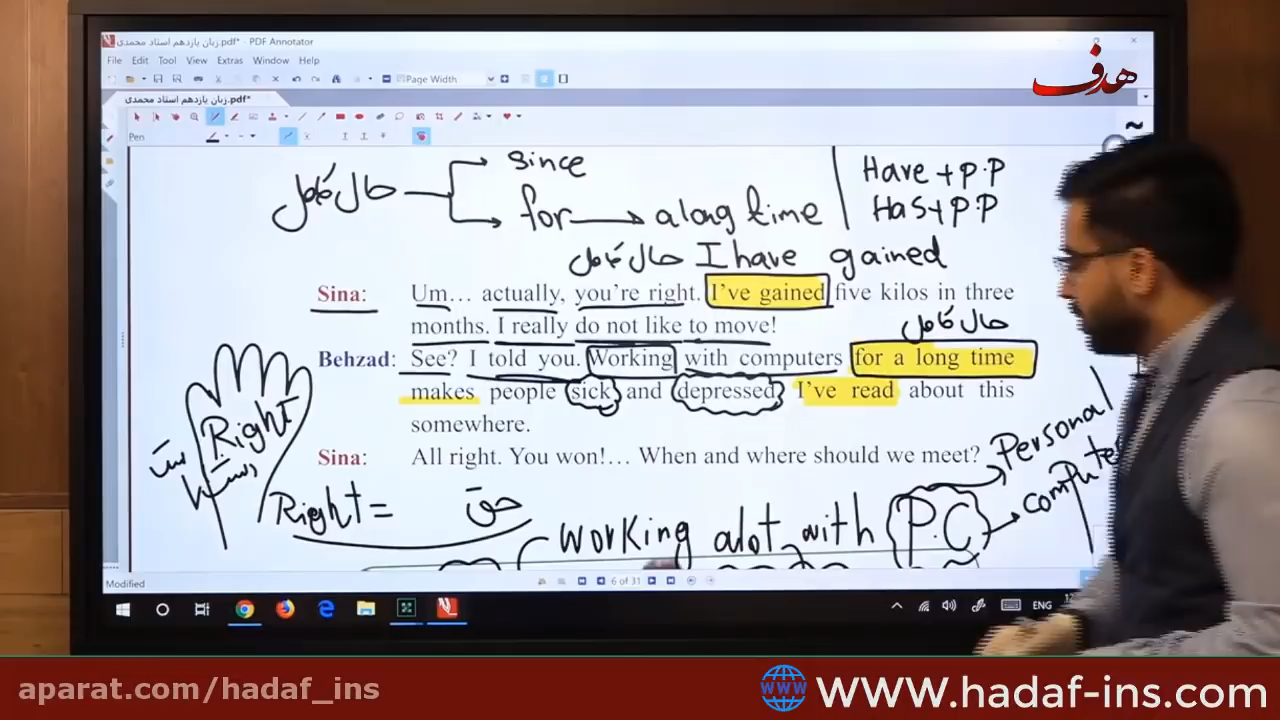 زبان یازدهم استاد محمدی.pdf* - PDF Annotator
File Edit Tool View Extras Window Help
Page Width
هدف
زبان یازدهم استاد محمدی.pdf*
Pen
since
Have + P.P
حال کامل
for → a long time
Has + P.P
حال کامل I have gained
Sina: Um… actually, you're right. I've gained five kilos in three
months. I really do not like to move!
حال کامل
Behzad: See? I told you. Working with computers for a long time
makes people sick and depressed. I've read about this
somewhere.
Right
Personal
Sina: All right. You won!… When and where should we meet?
Right = حق
working alot with P.C
Modified
6 of 31
ENG
aparat.com/hadaf_ins
WWW.hadaf-ins.com